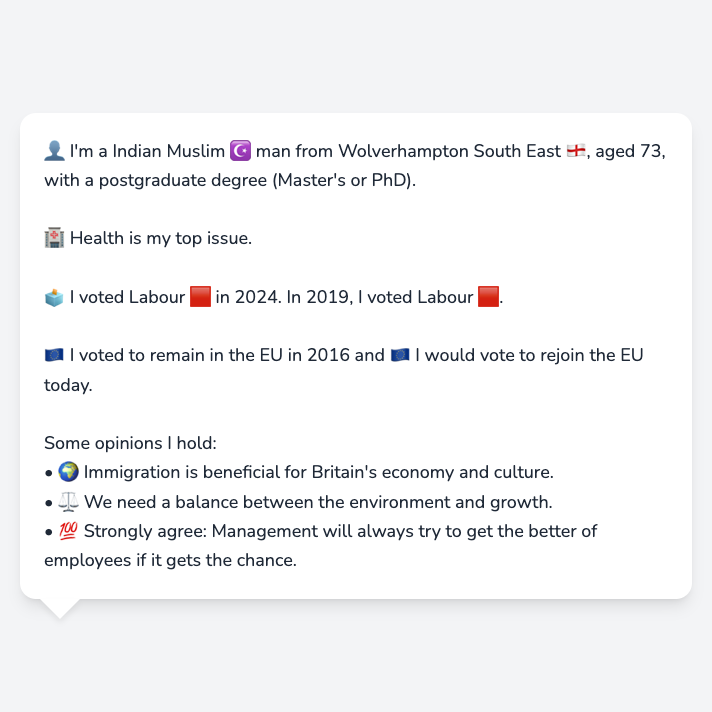 👤 I'm a Indian Muslim ☪️ man from Wolverhampton South East 🏴󠁧󠁢󠁥󠁮󠁧󠁿, aged 73,
with a postgraduate degree (Master's or PhD).
🏥 Health is my top issue.
🗳️ I voted Labour 🟥 in 2024. In 2019, I voted Labour 🟥.
🇪🇺 I voted to remain in the EU in 2016 and 🇪🇺 I would vote to rejoin the EU
today.
Some opinions I hold:
• 🌍 Immigration is beneficial for Britain's economy and culture.
• ⚖️ We need a balance between the environment and growth.
• 💯 Strongly agree: Management will always try to get the better of
employees if it gets the chance.